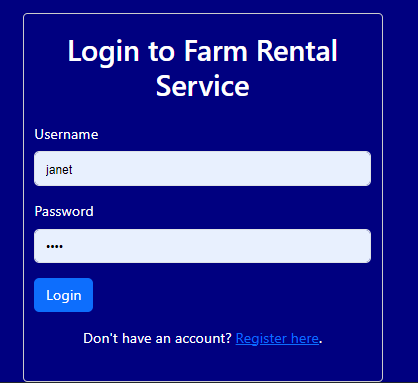 Login to Farm Rental
Service
Username
janet
Password
••••
Login
Don't have an account? Register here.